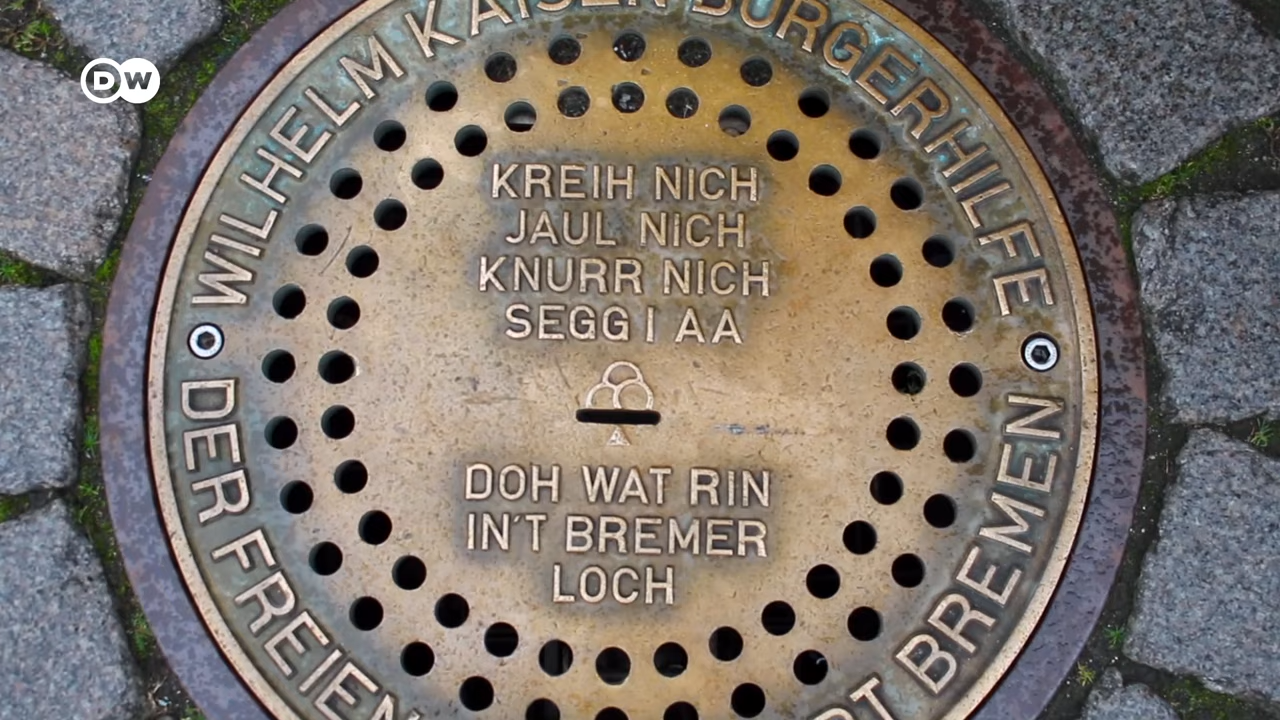 DW
WILHELM KAISEN BÜRGERHILFE
KREIH NICH
JAUL NICH
KNURR NICH
SEGG I AA
DOH WAT RIN
IN'T BREMER
LOCH
DER FREIEN
BREMEN